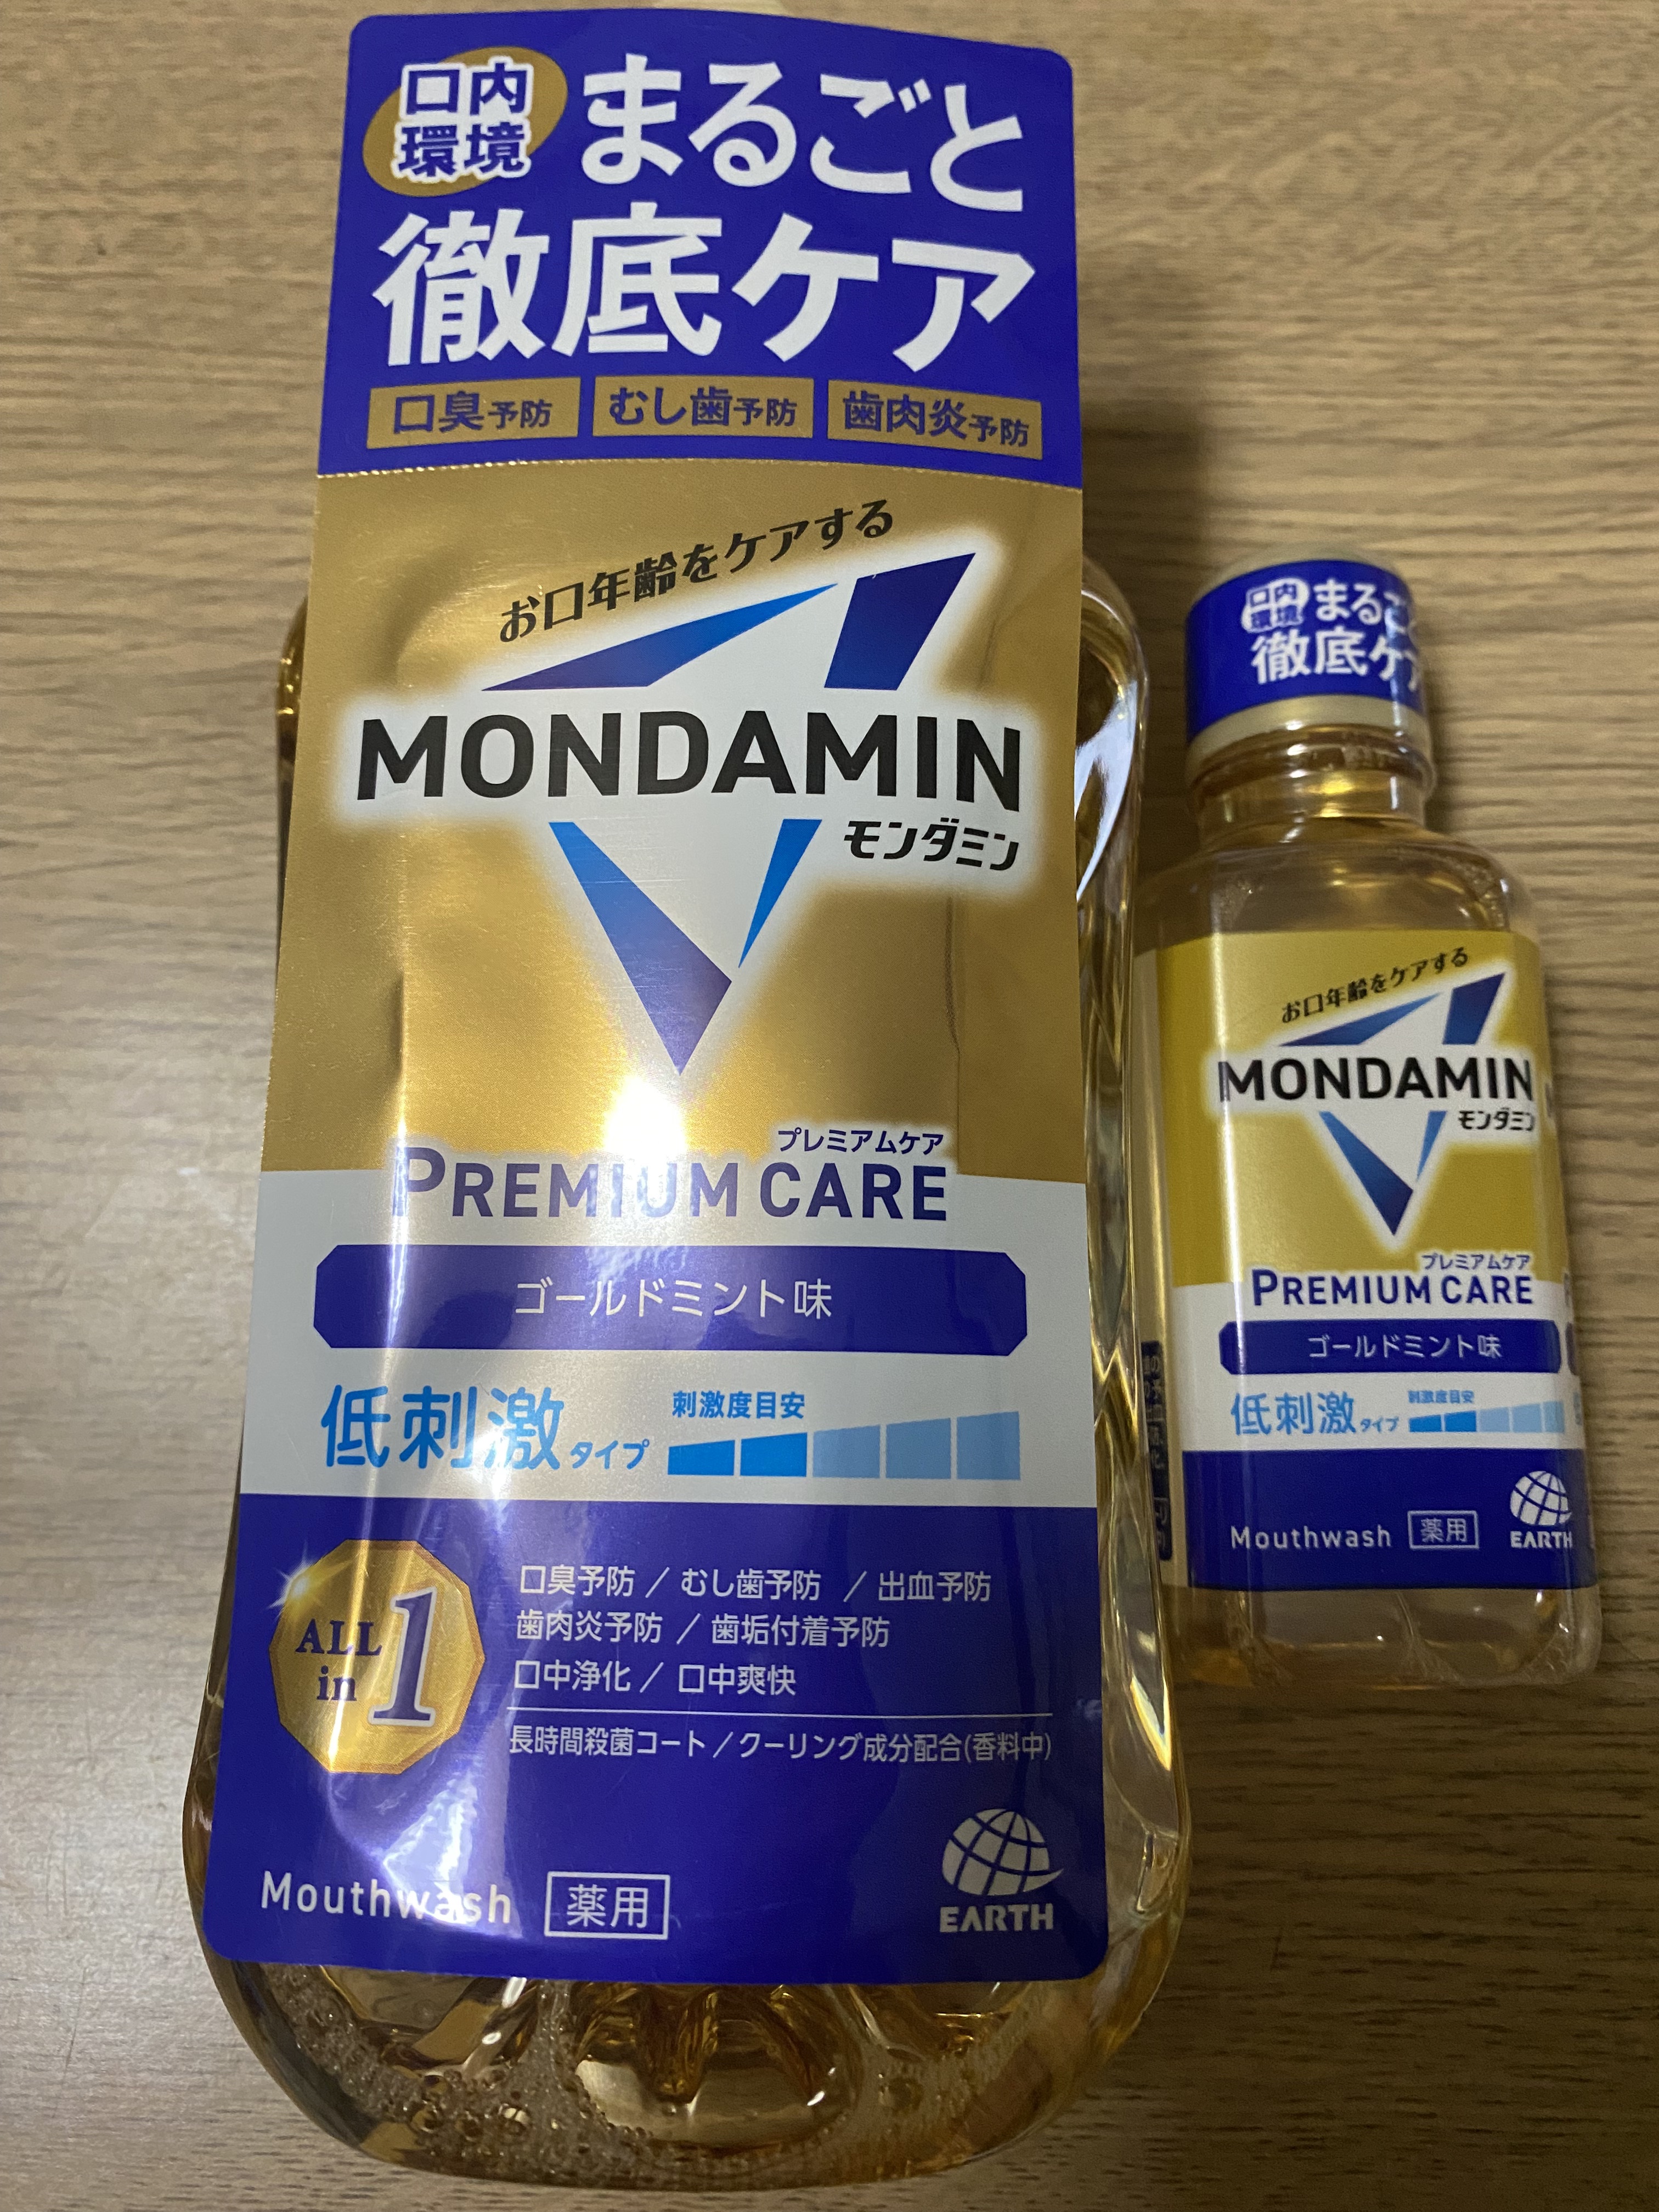 口内
環境
まるごと
徹底ケア
口臭予防 むし歯予防 歯肉炎予防
お口年齢をケアする
MONDAMIN
モンダミン
プレミアムケア
PREMIUM CARE
ゴールドミント味
低刺激タイプ
刺激度目安
ALL
in 1
口臭予防 / むし歯予防 / 出血予防
歯肉炎予防 / 歯垢付着予防
口中浄化 / 口中爽快
長時間殺菌コート / クーリング成分配合(香料中)
Mouthwash 薬用
EARTH
口内
環境
まるご
徹底ケ
お口年齢をケアする
MONDAMIN
モンダミン
プレミアムケア
PREMIUM CARE
ゴールドミント味
低刺激タイプ
刺激度目安
Mouthwash 薬用
EARTH